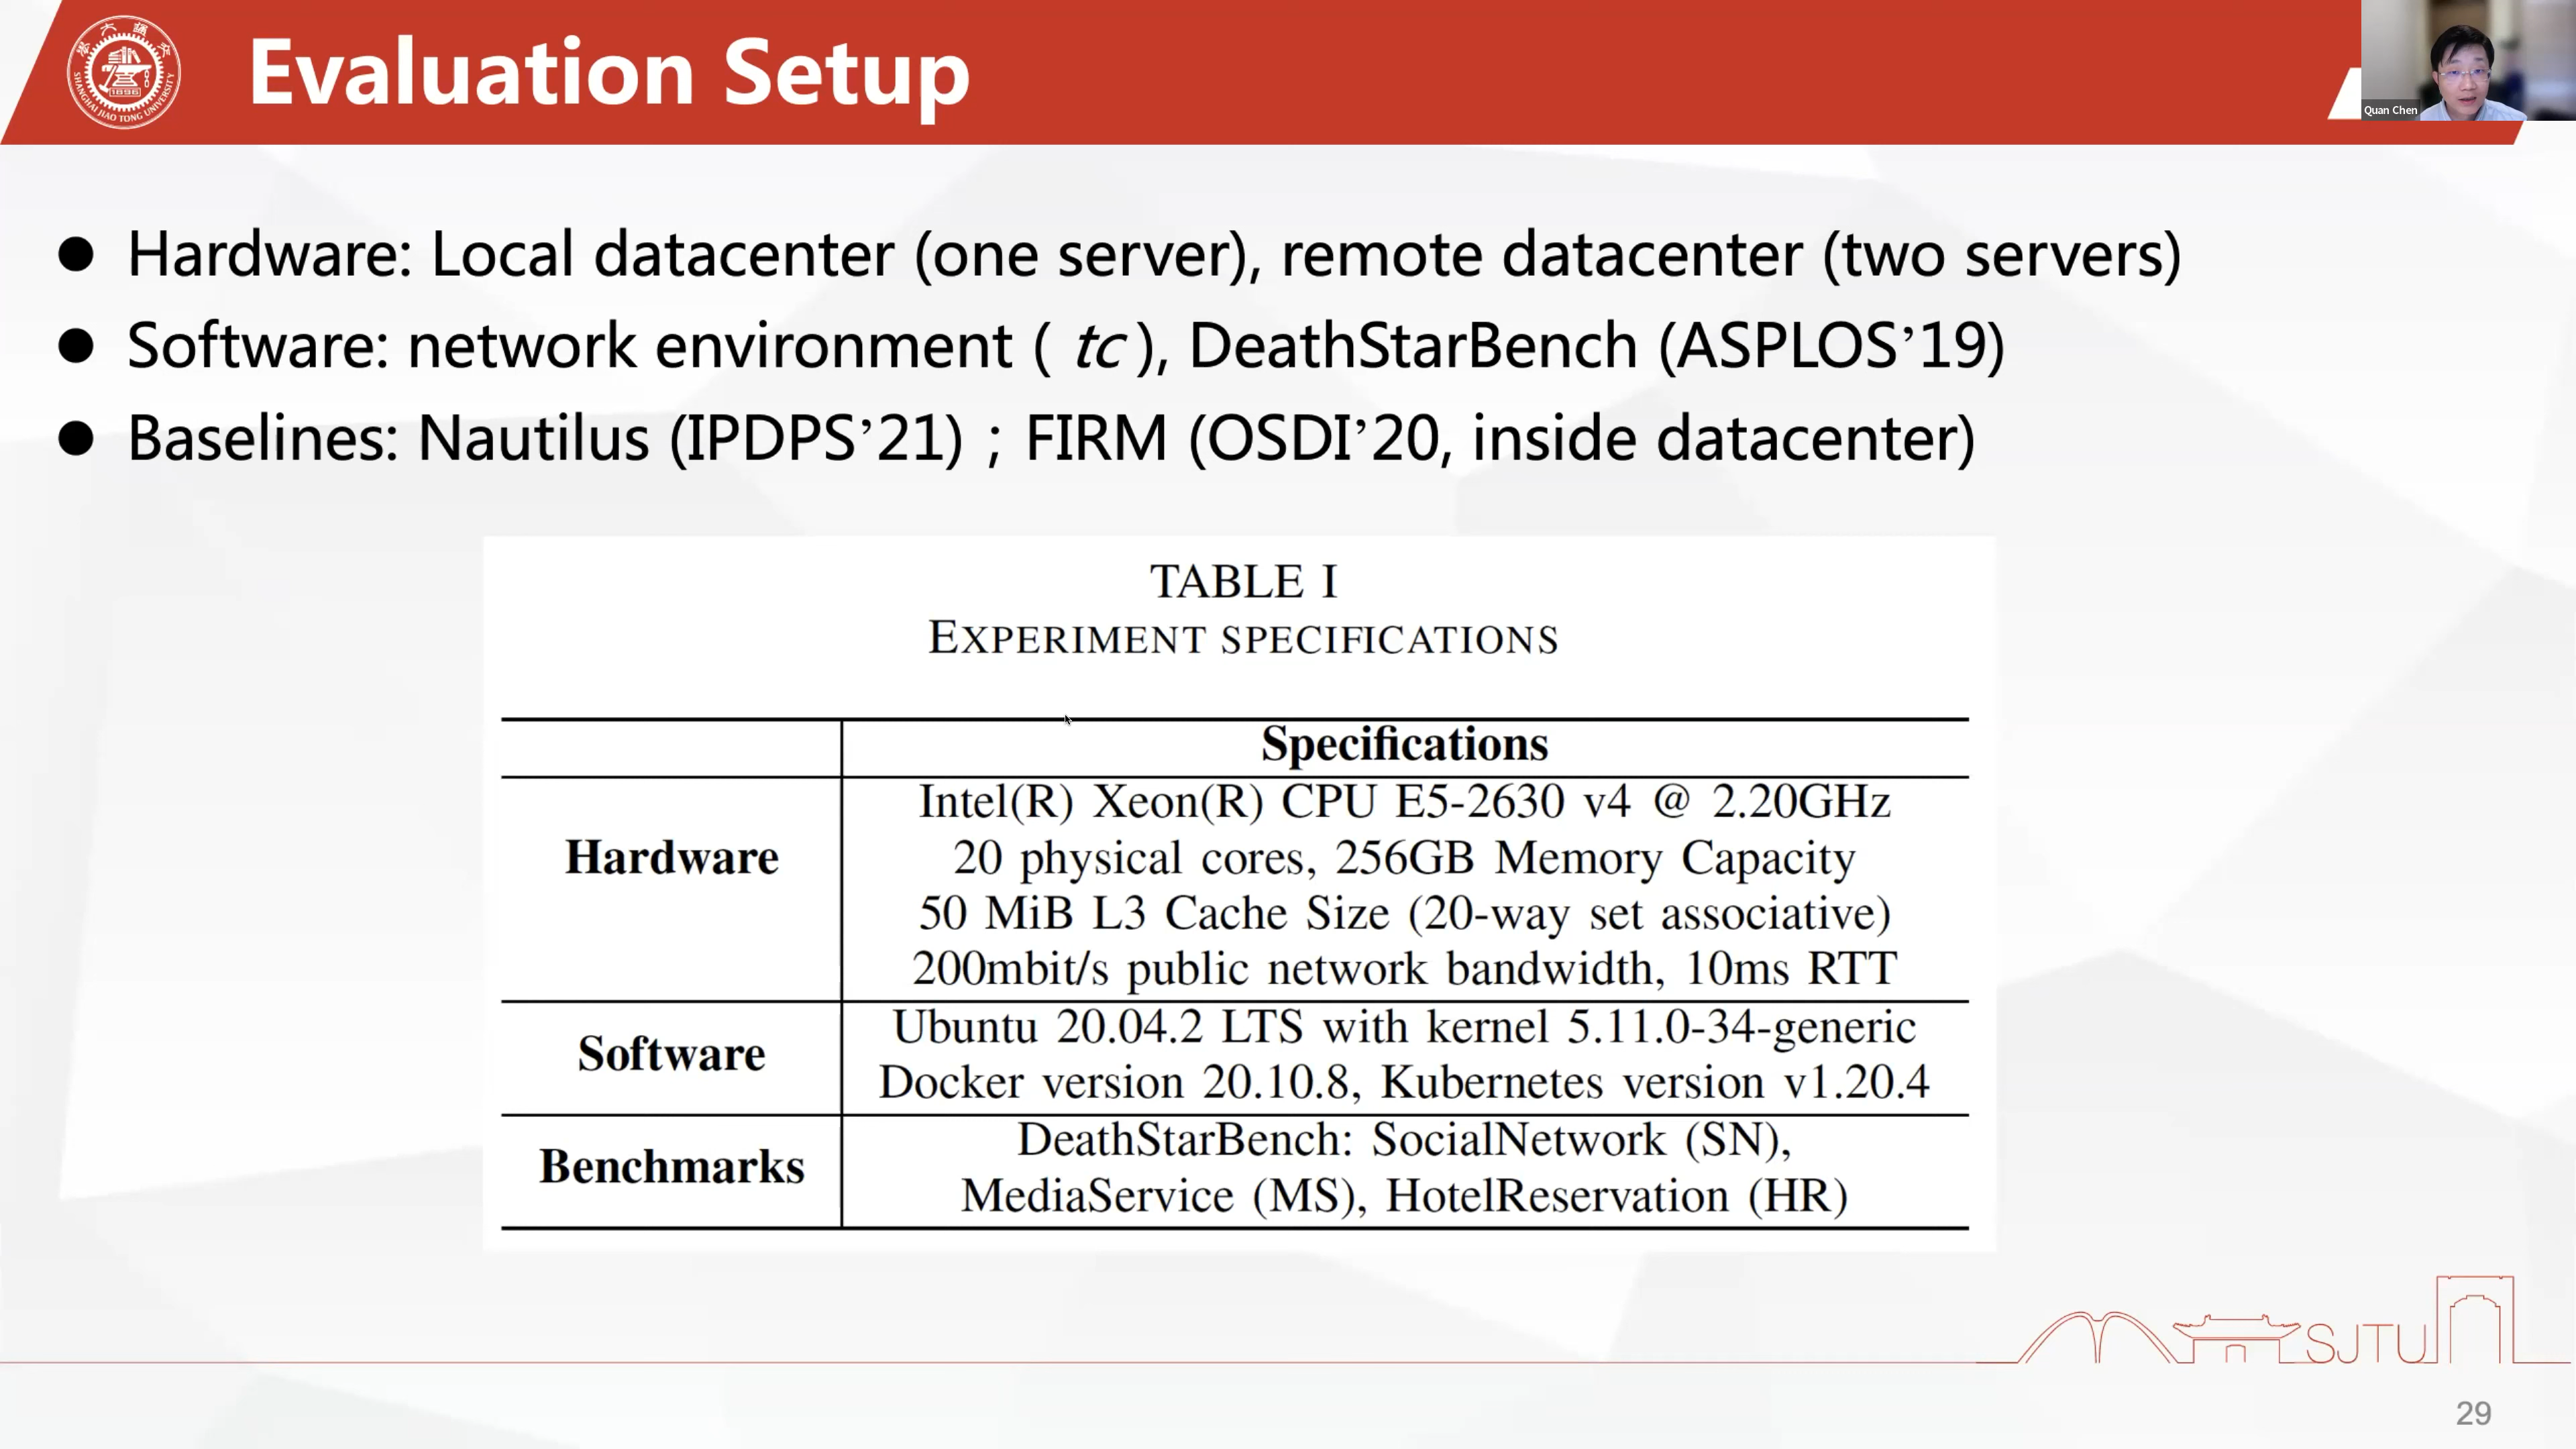 Evaluation Setup
SHANGHAI JIAO TONG UNIVERSITY
1896
Quan Chen
● Hardware: Local datacenter (one server), remote datacenter (two servers)
● Software: network environment ( tc ), DeathStarBench (ASPLOS’19)
● Baselines: Nautilus (IPDPS’21) ; FIRM (OSDI’20, inside datacenter)
TABLE I
EXPERIMENT SPECIFICATIONS
Specifications
Hardware
Intel(R) Xeon(R) CPU E5-2630 v4 @ 2.20GHz
20 physical cores, 256GB Memory Capacity
50 MiB L3 Cache Size (20-way set associative)
200mbit/s public network bandwidth, 10ms RTT
Software
Ubuntu 20.04.2 LTS with kernel 5.11.0-34-generic
Docker version 20.10.8, Kubernetes version v1.20.4
Benchmarks
DeathStarBench: SocialNetwork (SN),
MediaService (MS), HotelReservation (HR)
SJTU
29